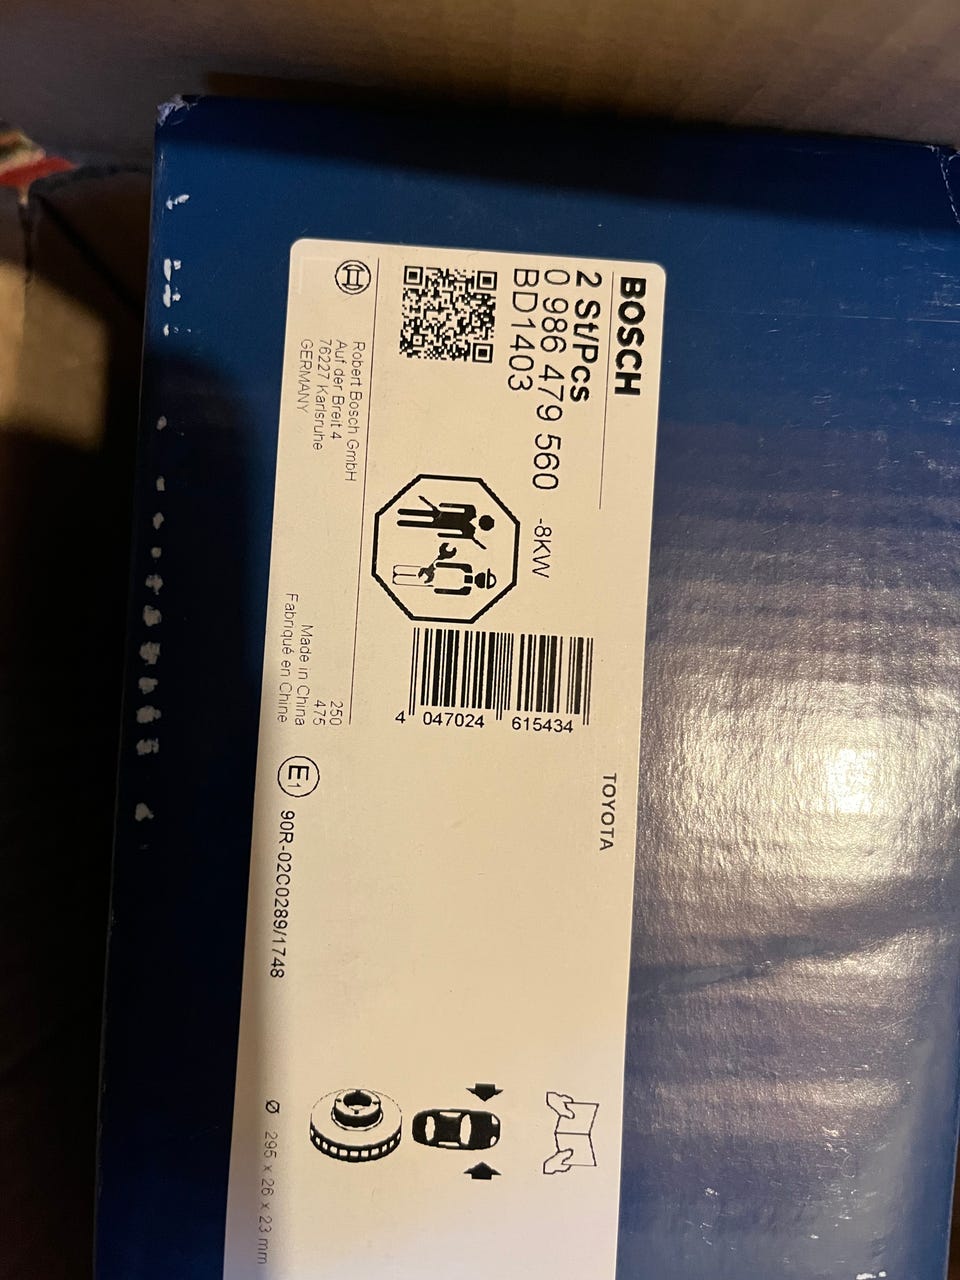 BOSCH
2 St/Pcs
0 986 479 560 -8KW
BD1403
TOYOTA
4 047024 615434
Robert Bosch GmbH
Auf der Breit 4
76227 Karlsruhe
GERMANY
250
475
Made in China
Fabriqué en Chine
E1 90R-02C0289/1748
Ø 295 x 26 x 23 mm